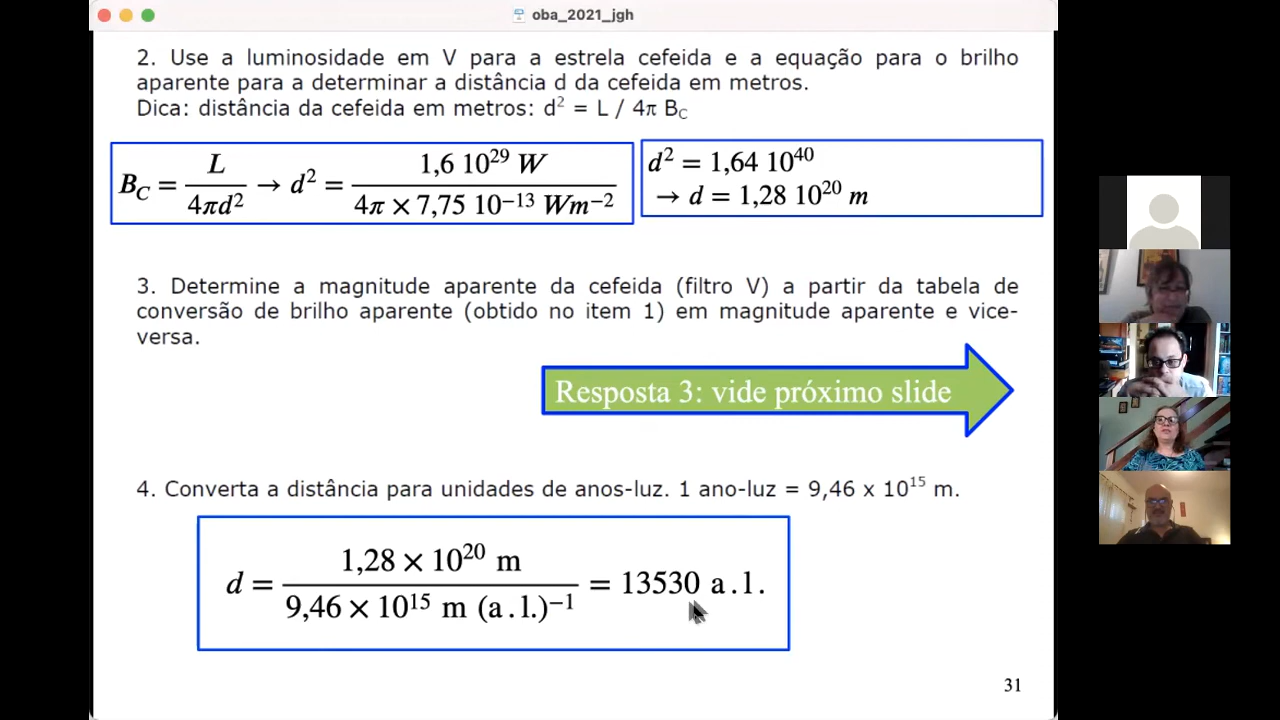 oba_2021_jgh
2. Use a luminosidade em V para a estrela cefeida e a equação para o brilho
aparente para a determinar a distância d da cefeida em metros.
Dica: distância da cefeida em metros: d² = L / 4π B_C
B_C = L / 4πd² → d² = 1,6 10²⁹ W / 4π × 7,75 10⁻¹³ Wm⁻²
d² = 1,64 10⁴⁰
→ d = 1,28 10²⁰ m
3. Determine a magnitude aparente da cefeida (filtro V) a partir da tabela de
conversão de brilho aparente (obtido no item 1) em magnitude aparente e vice-
versa.
Resposta 3: vide próximo slide
4. Converta a distância para unidades de anos-luz. 1 ano-luz = 9,46 x 10¹⁵ m.
d = 1,28 × 10²⁰ m / 9,46 × 10¹⁵ m (a.l.)⁻¹ = 13530 a.l.
31